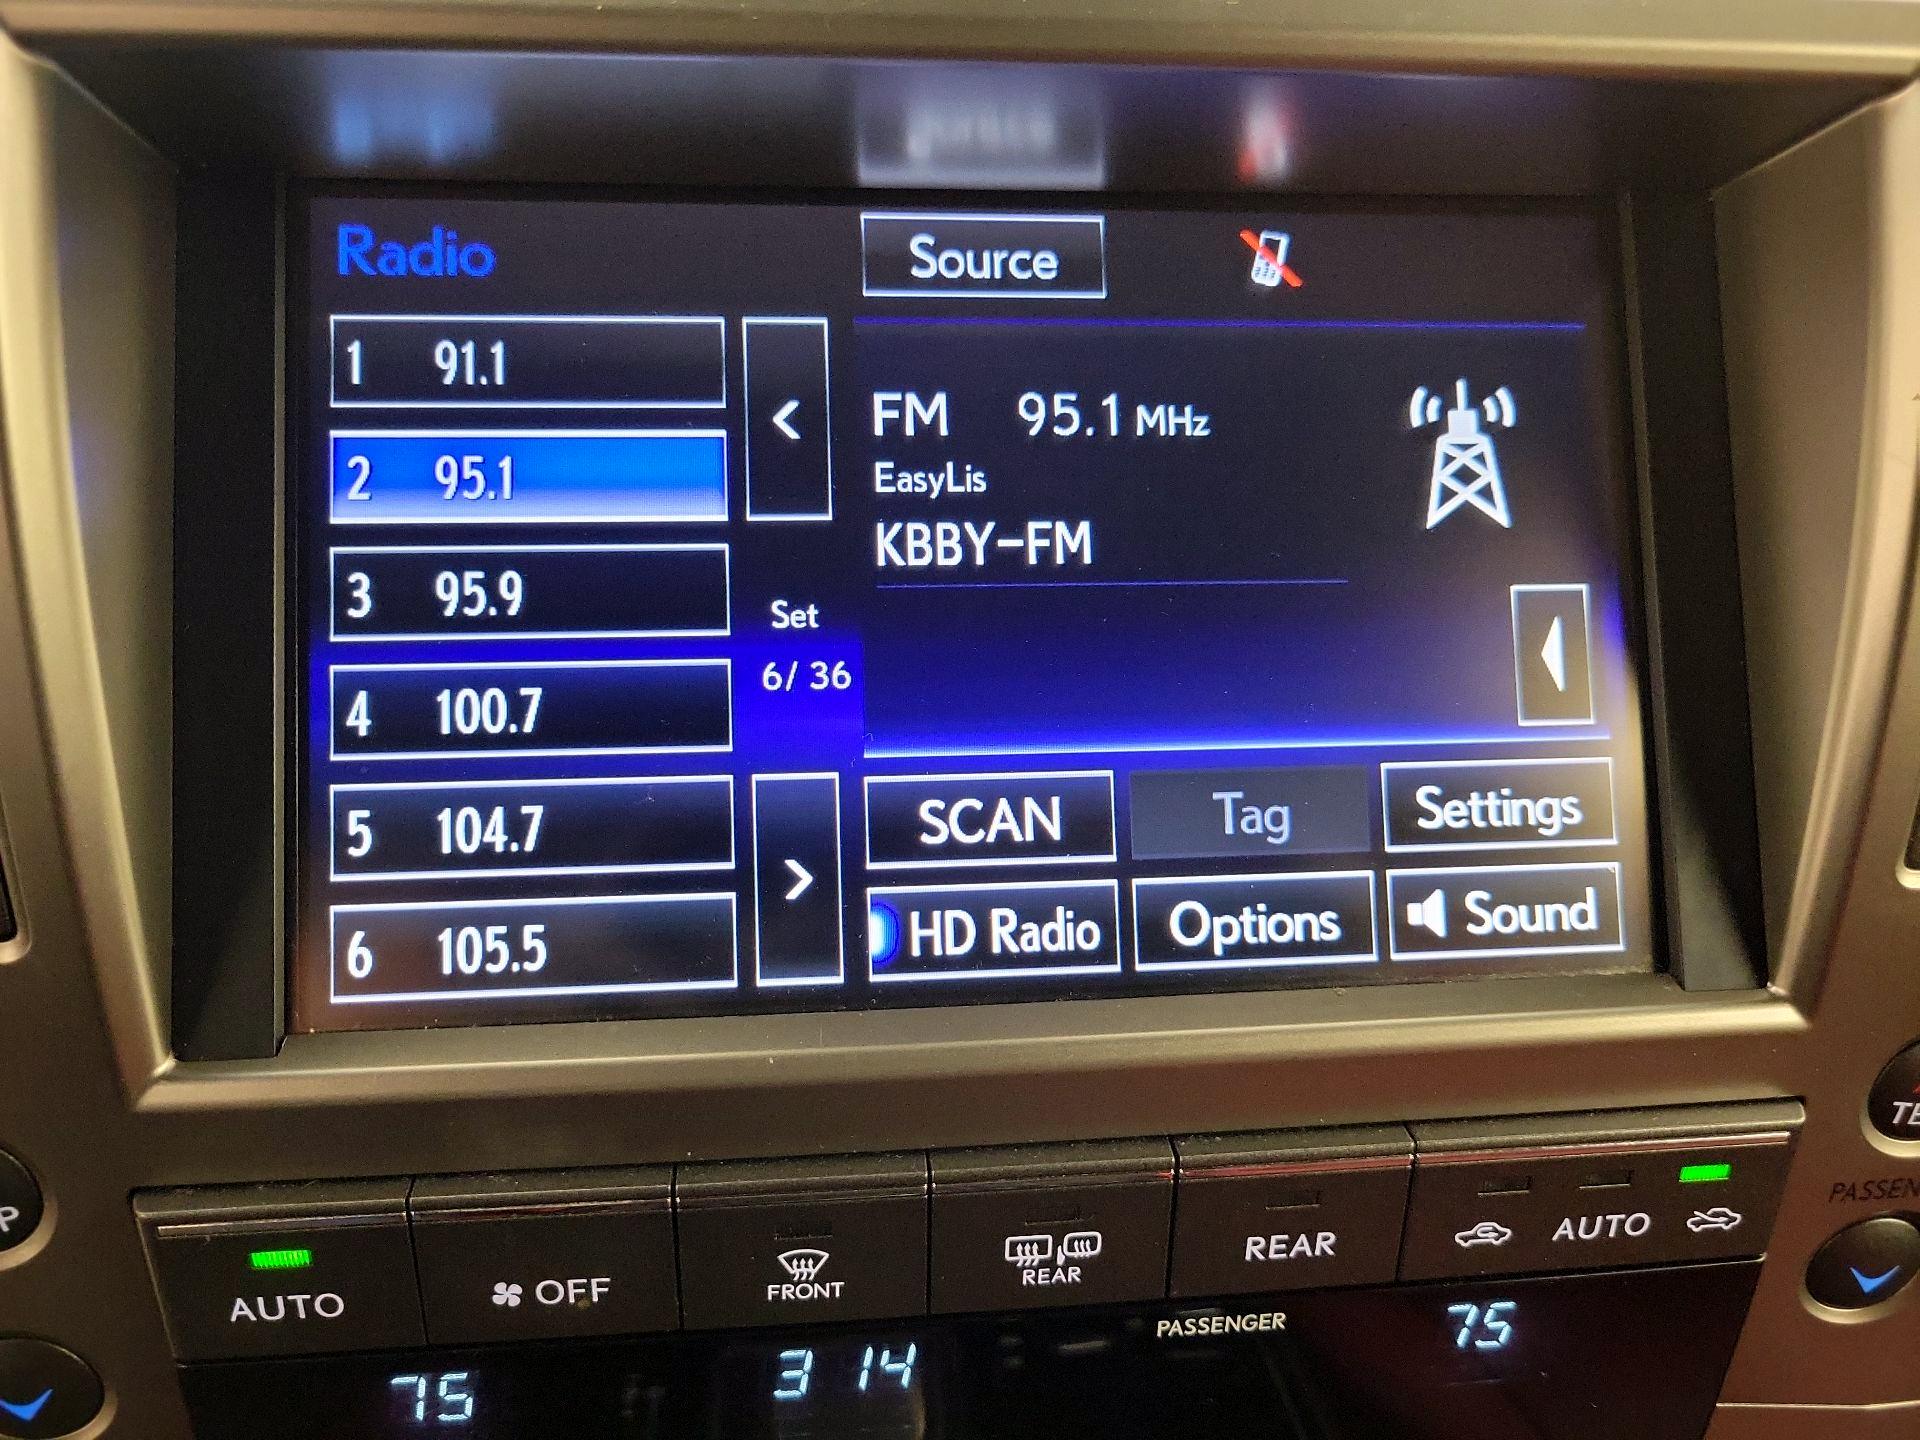 Radio
Source
1 91.1
2 95.1
3 95.9
4 100.7
5 104.7
6 105.5
<
Set
6/ 36
>
FM 95.1 MHz
EasyLis
KBBY-FM
SCAN
Tag
Settings
HD Radio
Options
Sound
AUTO
OFF
FRONT
REAR
REAR
AUTO
PASSENGER
75
3 14
75